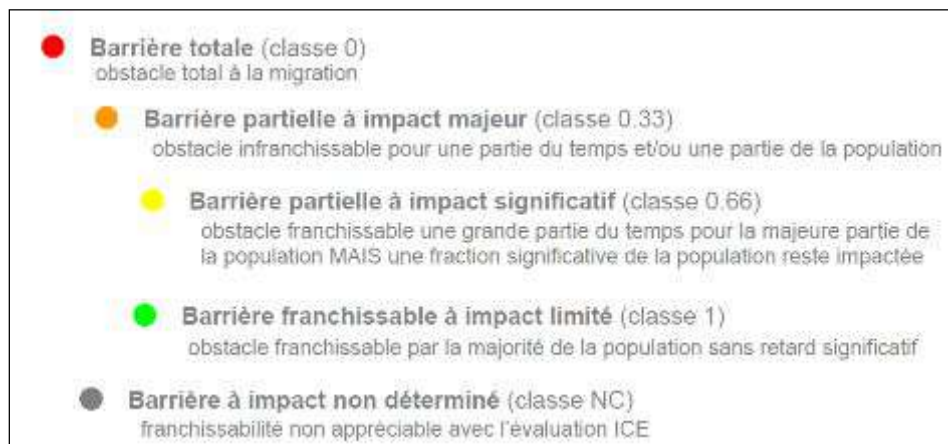 Barrière totale (classe 0)
obstacle total à la migration
Barrière partielle à impact majeur (classe 0.33)
obstacle infranchissable pour une partie du temps et/ou une partie de la population
Barrière partielle à impact significatif (classe 0.66)
obstacle franchissable une grande partie du temps pour la majeure partie de
la population MAIS une fraction significative de la population reste impactée
Barrière franchissable à impact limité (classe 1)
obstacle franchissable par la majorité de la population sans retard significatif
Barrière à impact non déterminé (classe NC)
franchissabilité non appréciable avec l'évaluation ICE